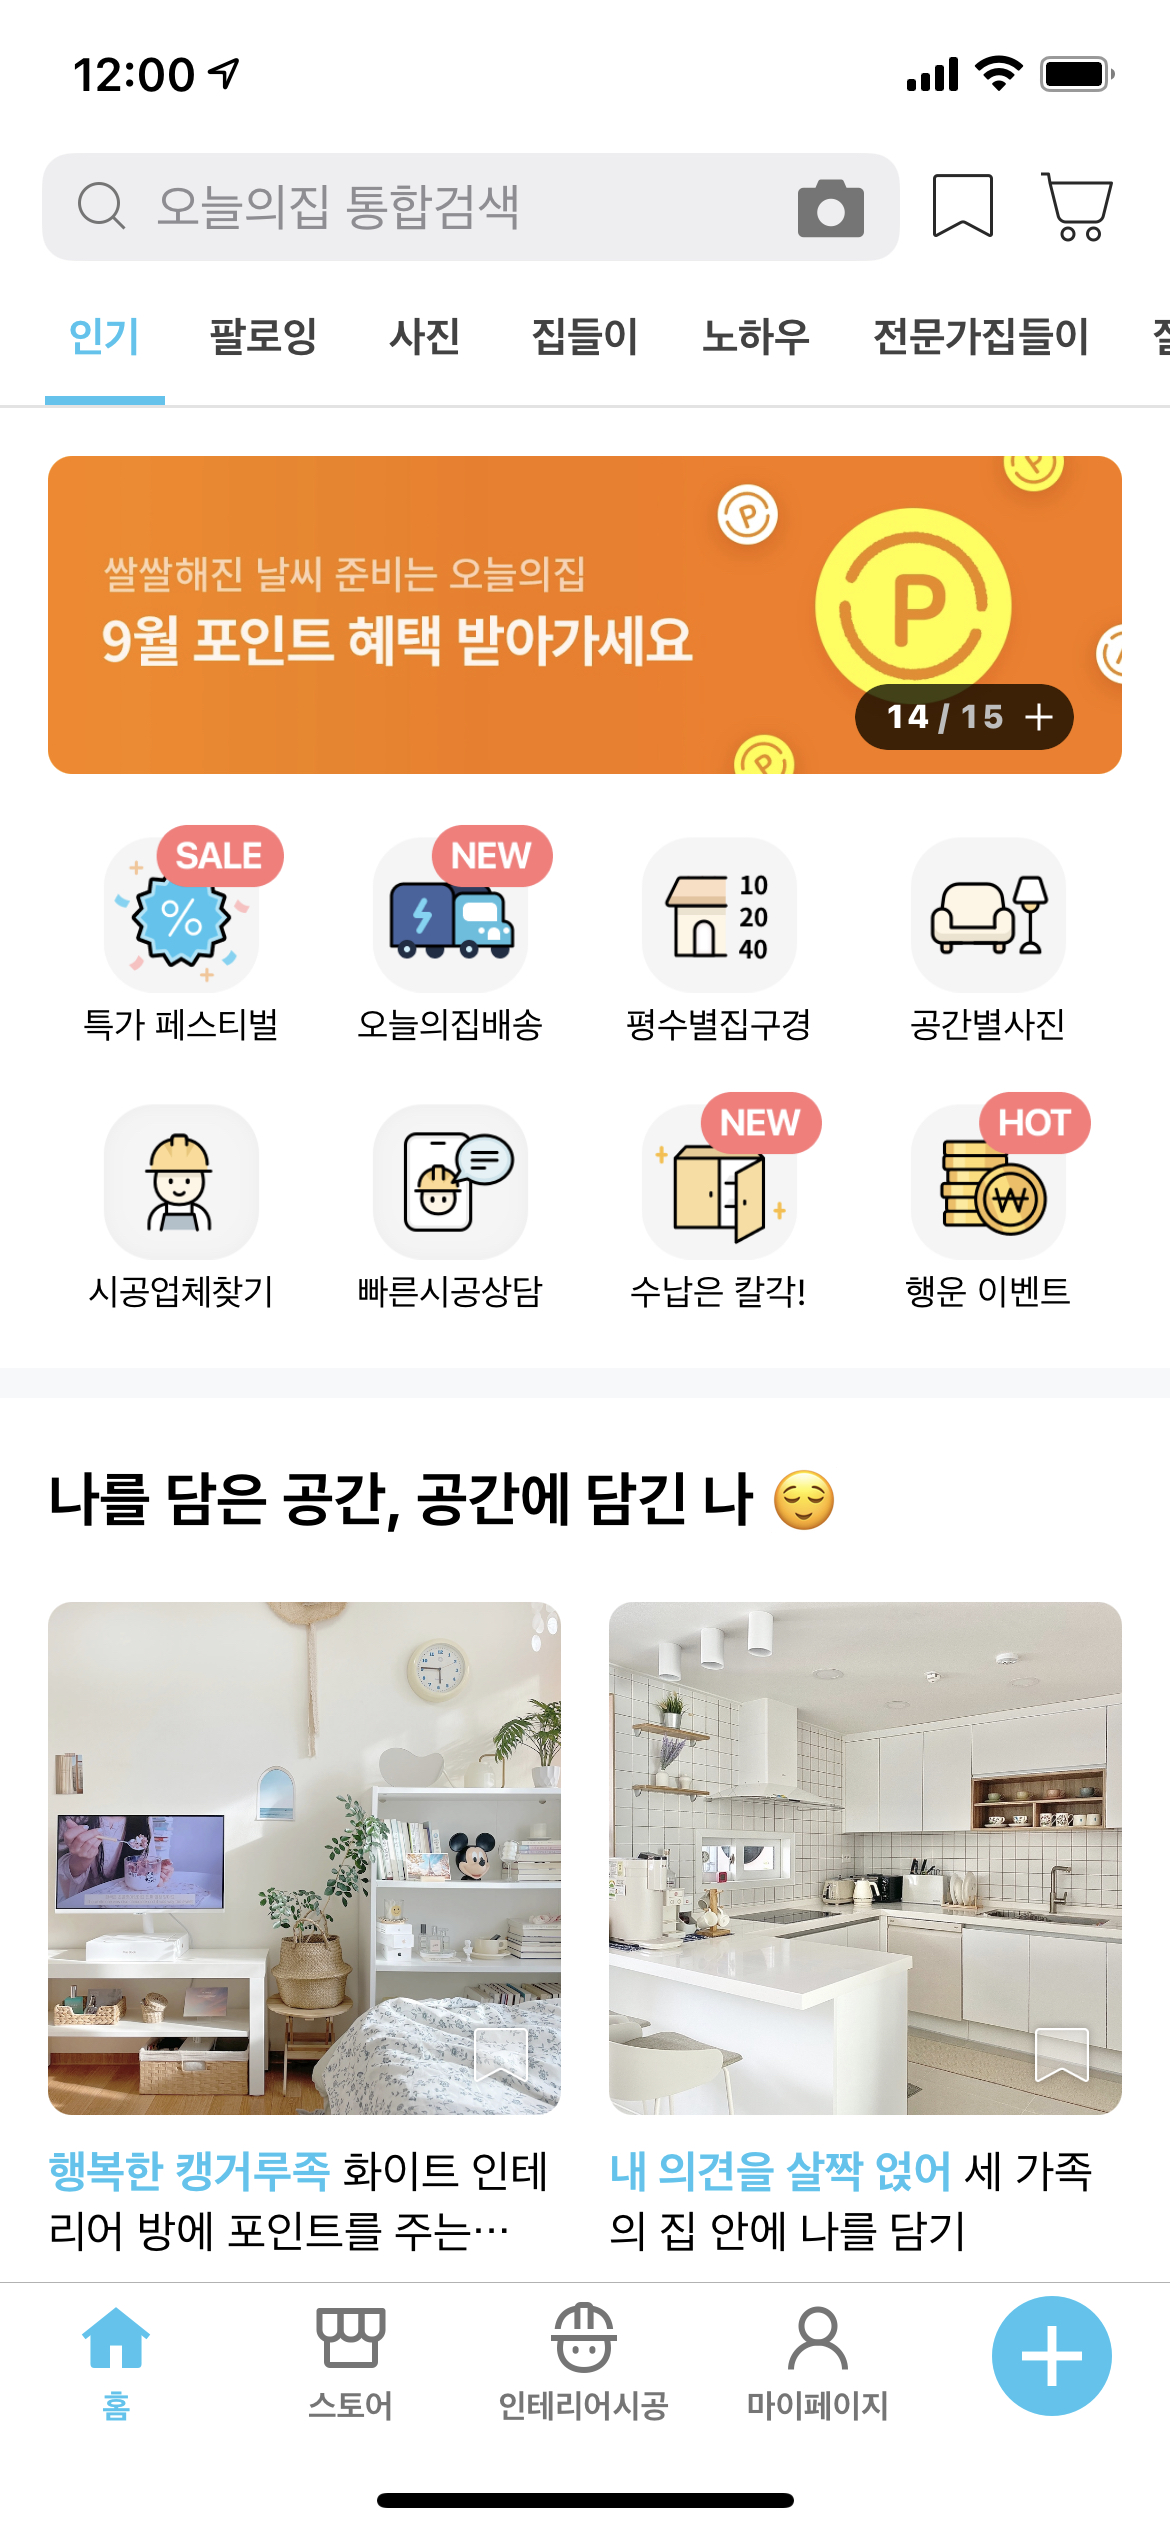 12:00
오늘의집 통합검색
인기 팔로잉 사진 집들이 노하우 전문가집들이
쌀쌀해진 날씨 준비는 오늘의집
9월 포인트 혜택 받아가세요
P
P
P
P
14 / 15 +
SALE
NEW
%
10
20
40
특가 페스티벌 오늘의집배송 평수별집구경 공간별사진
NEW
HOT
₩
시공업체찾기 빠른시공상담 수납은 칼각! 행운 이벤트
나를 담은 공간, 공간에 담긴 나 😌
행복한 캥거루족 화이트 인테
리어 방에 포인트를 주는…
내 의견을 살짝 얹어 세 가족
의 집 안에 나를 담기
홈 스토어 인테리어시공 마이페이지